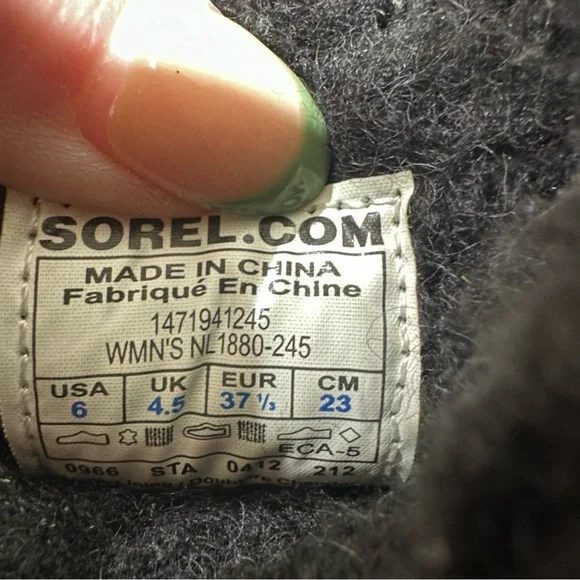 SOREL.COM
MADE IN CHINA
Fabriqué En Chine
1471941245
WMN'S NL1880-245
USA UK EUR CM
6 4.5 37 1/3 23
ECA-5
0966 STA 0412 212